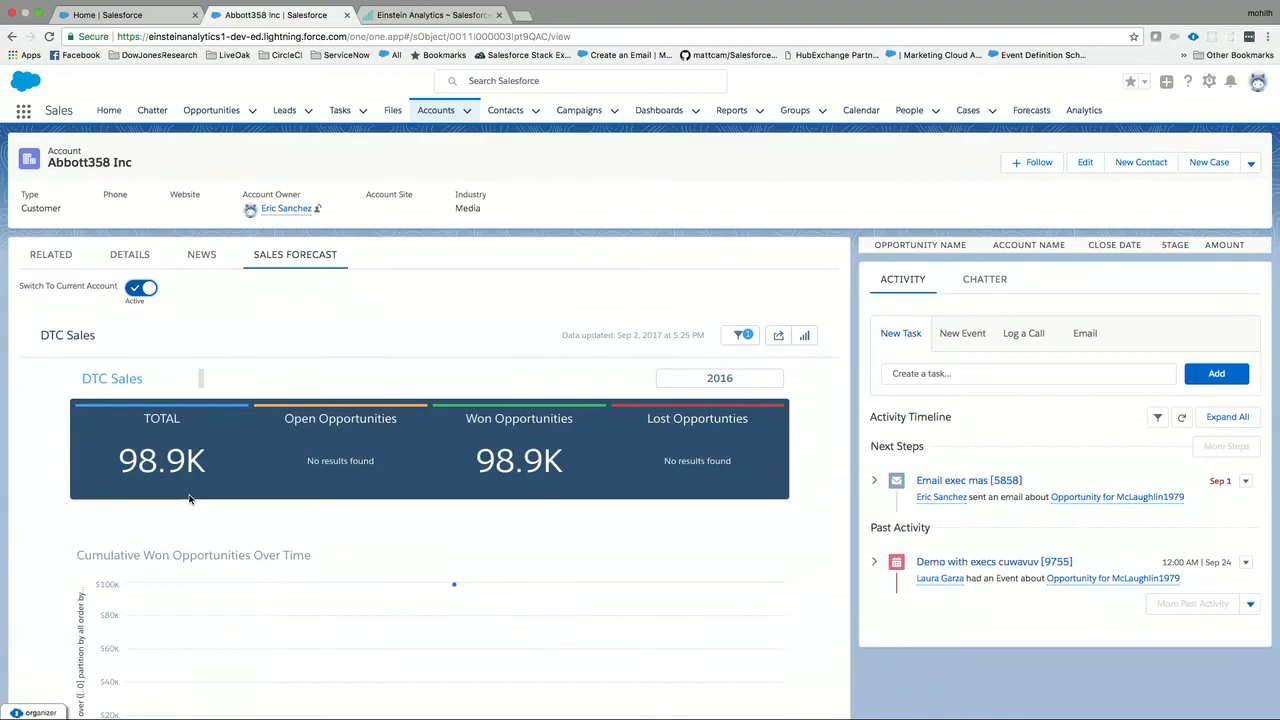 Home | Salesforce
Abbott358 Inc | Salesforce
Einstein Analytics ~ Salesforce
mohith
Secure
https://einsteinanalytics1-dev-ed.lightning.force.com/one/one.app#/sObject/0011I000003lpt9QAC/view
Apps
Facebook
DowJonesResearch
LiveOak
CircleCI
ServiceNow
All
Bookmarks
Salesforce Stack Ex...
Create an Email | M...
mattcam/Salesforce...
HubExchange Partn...
| Marketing Cloud A...
Event Definition Sch...
Other Bookmarks
Search Salesforce
Sales
Home
Chatter
Opportunities
Leads
Tasks
Files
Accounts
Contacts
Campaigns
Dashboards
Reports
Groups
Calendar
People
Cases
Forecasts
Analytics
Account
Abbott358 Inc
+ Follow
Edit
New Contact
New Case
Type
Phone
Website
Account Owner
Account Site
Industry
Customer
Eric Sanchez
Media
RELATED
DETAILS
NEWS
SALES FORECAST
Switch To Current Account
Active
DTC Sales
Data updated: Sep 2, 2017 at 5:25 PM
1
DTC Sales
2016
TOTAL
Open Opportunities
Won Opportunities
Lost Opportunties
98.9K
No results found
98.9K
No results found
Cumulative Won Opportunities Over Time
$100K
$80K
$60K
$40K
$20K
over ([..0] partition by all order by...
organizer
OPPORTUNITY NAME
ACCOUNT NAME
CLOSE DATE
STAGE
AMOUNT
ACTIVITY
CHATTER
New Task
New Event
Log a Call
Email
Create a task...
Add
Activity Timeline
Expand All
Next Steps
More Steps
Email exec mas [5858]
Sep 1
Eric Sanchez sent an email about Opportunity for McLaughlin1979
Past Activity
Demo with execs cuwavuv [9755]
12:00 AM | Sep 24
Laura Garza had an Event about Opportunity for McLaughlin1979
More Past Activity